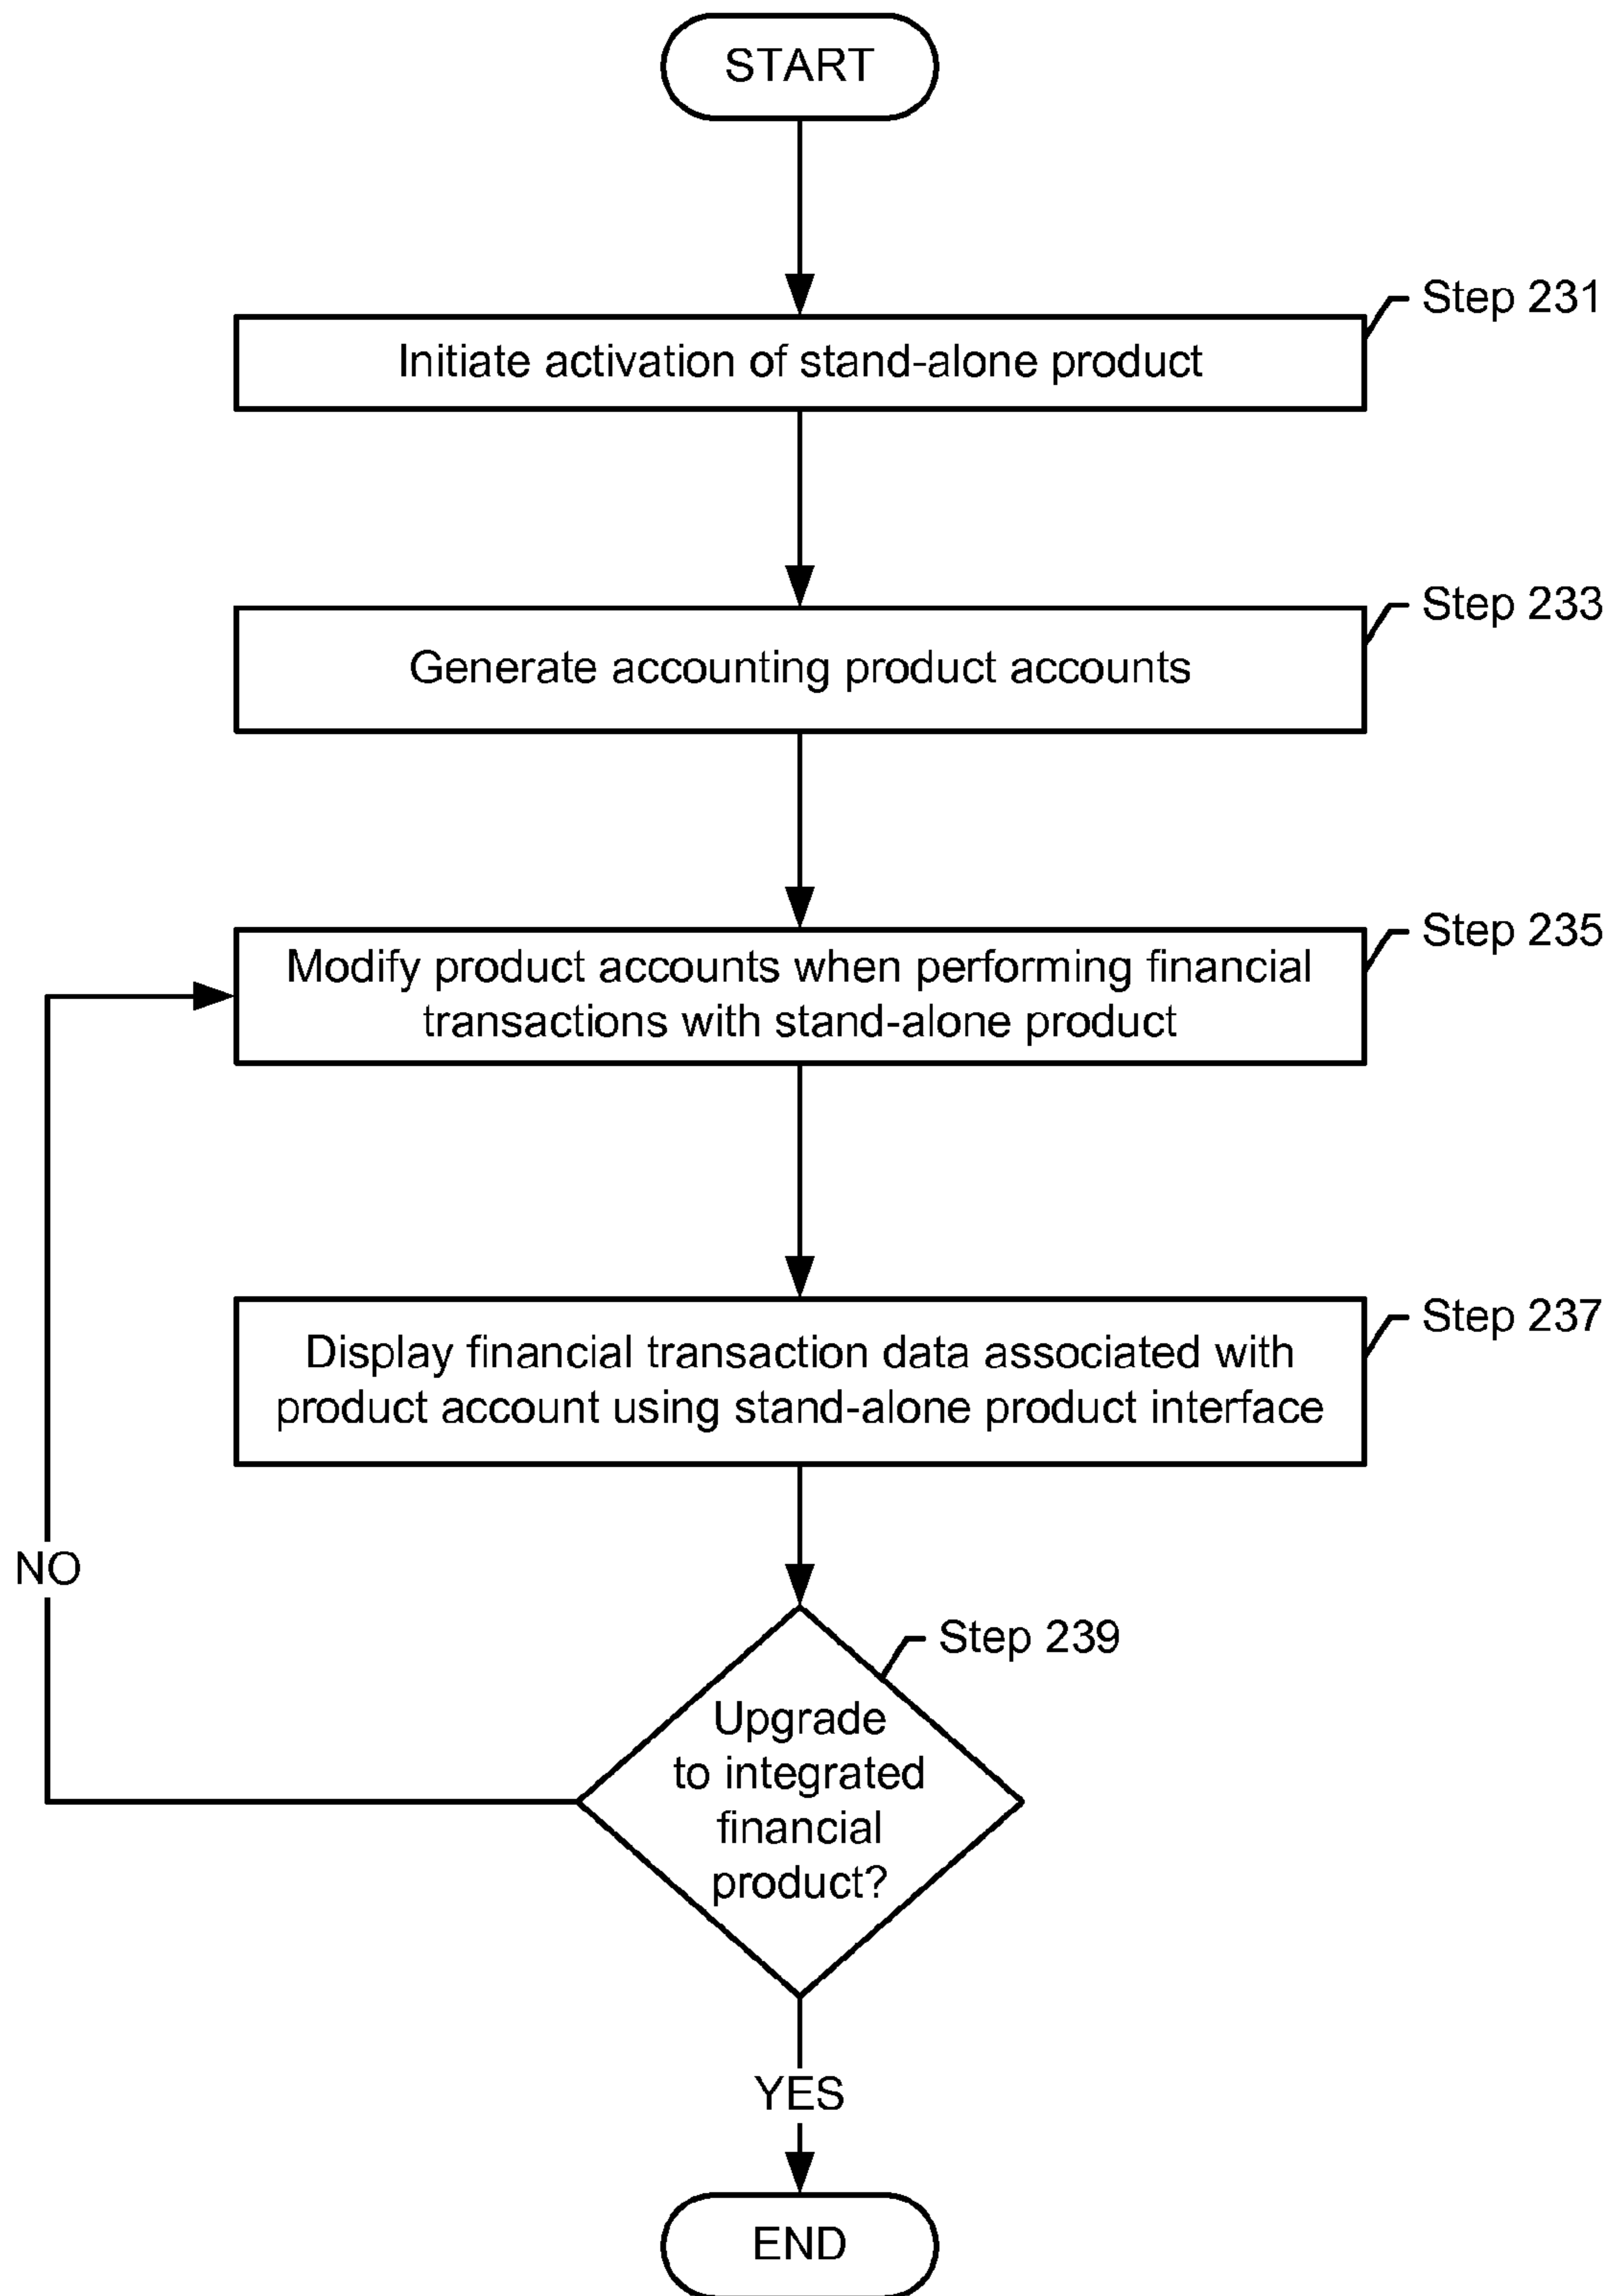 START
Step 231
Initiate activation of stand-alone product
Step 233
Generate accounting product accounts
Step 235
Modify product accounts when performing financial
transactions with stand-alone product
Step 237
Display financial transaction data associated with
product account using stand-alone product interface
NO
Step 239
Upgrade
to integrated
financial
product?
YES
END